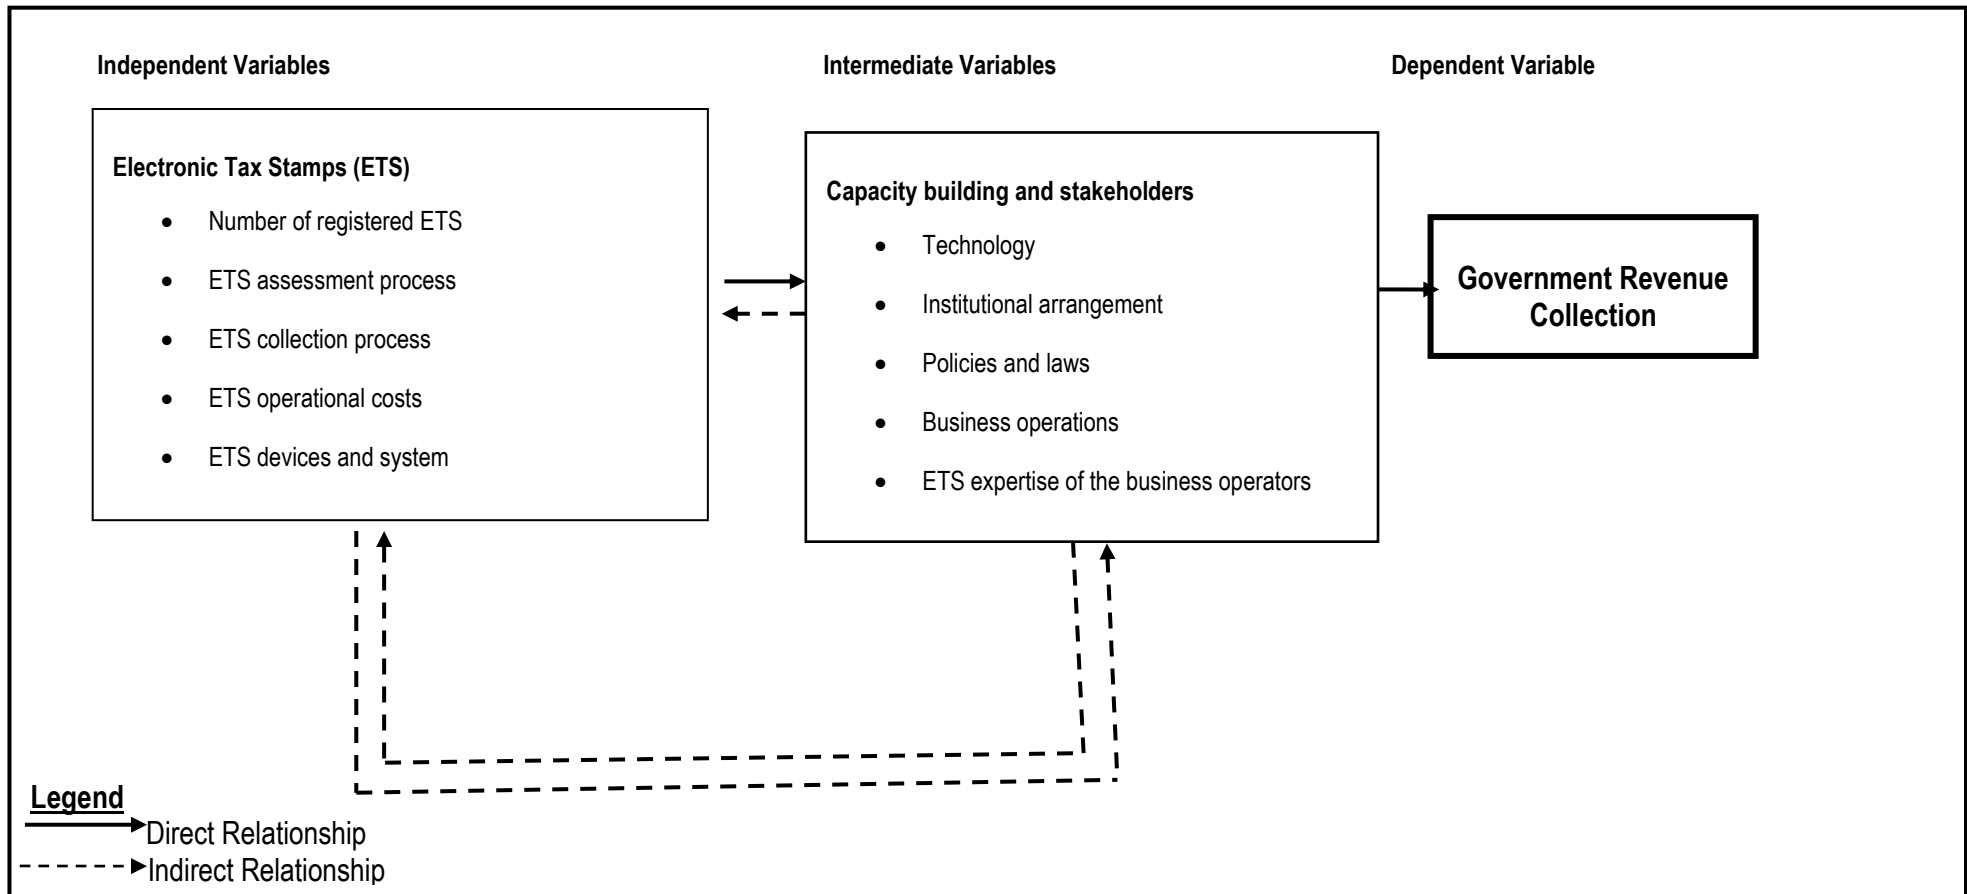 Independent Variables
Intermediate Variables
Dependent Variable
Electronic Tax Stamps (ETS)
• Number of registered ETS
• ETS assessment process
• ETS collection process
• ETS operational costs
• ETS devices and system
Capacity building and stakeholders
• Technology
• Institutional arrangement
• Policies and laws
• Business operations
• ETS expertise of the business operators
Government Revenue
Collection
Legend
Direct Relationship
Indirect Relationship